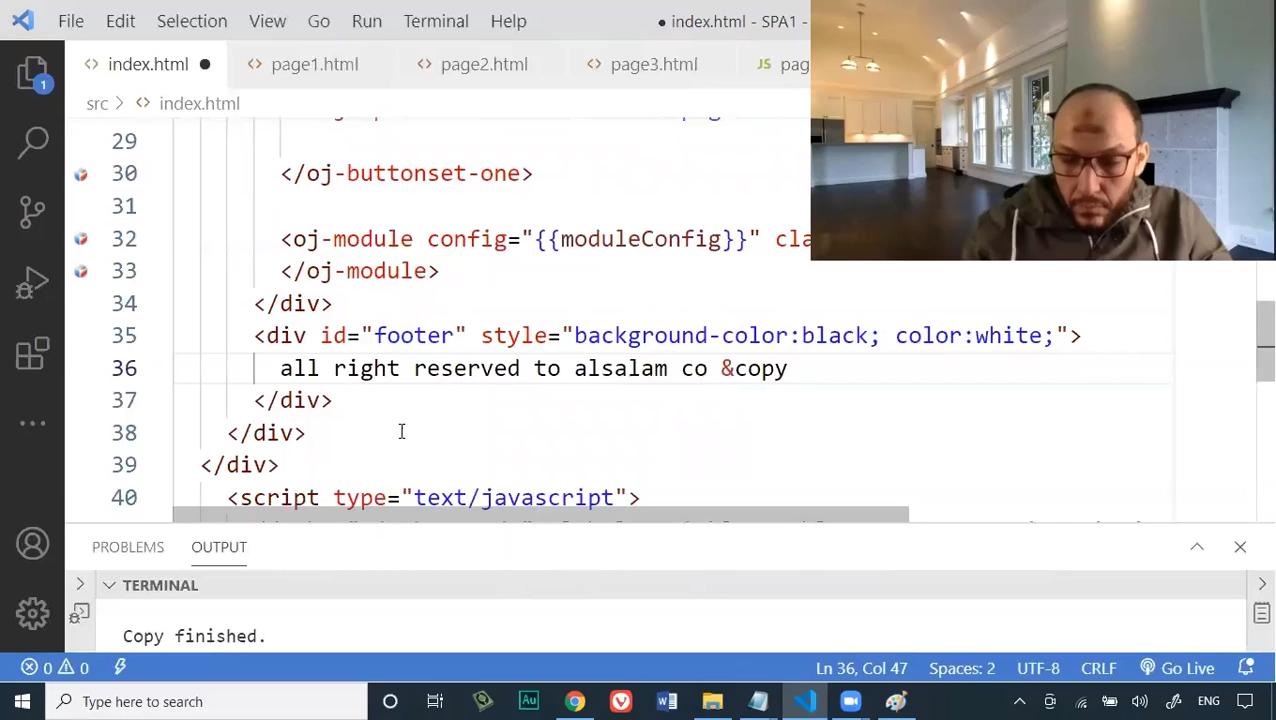 File Edit Selection View Go Run Terminal Help
● index.html - SPA1 -
index.html ●
page1.html
page2.html
page3.html
JS pag
src > index.html
29
30 </oj-buttonset-one>
31
32 <oj-module config="{{moduleConfig}}" cla
33 </oj-module>
34 </div>
35 <div id="footer" style="background-color:black; color:white;">
36 all right reserved to alsalam co &copy
37 </div>
38 </div>
39 </div>
40 <script type="text/javascript">
1
PROBLEMS OUTPUT
TERMINAL
Copy finished.
0 0 Ln 36, Col 47 Spaces: 2 UTF-8 CRLF Go Live
Type here to search
Au
ENG